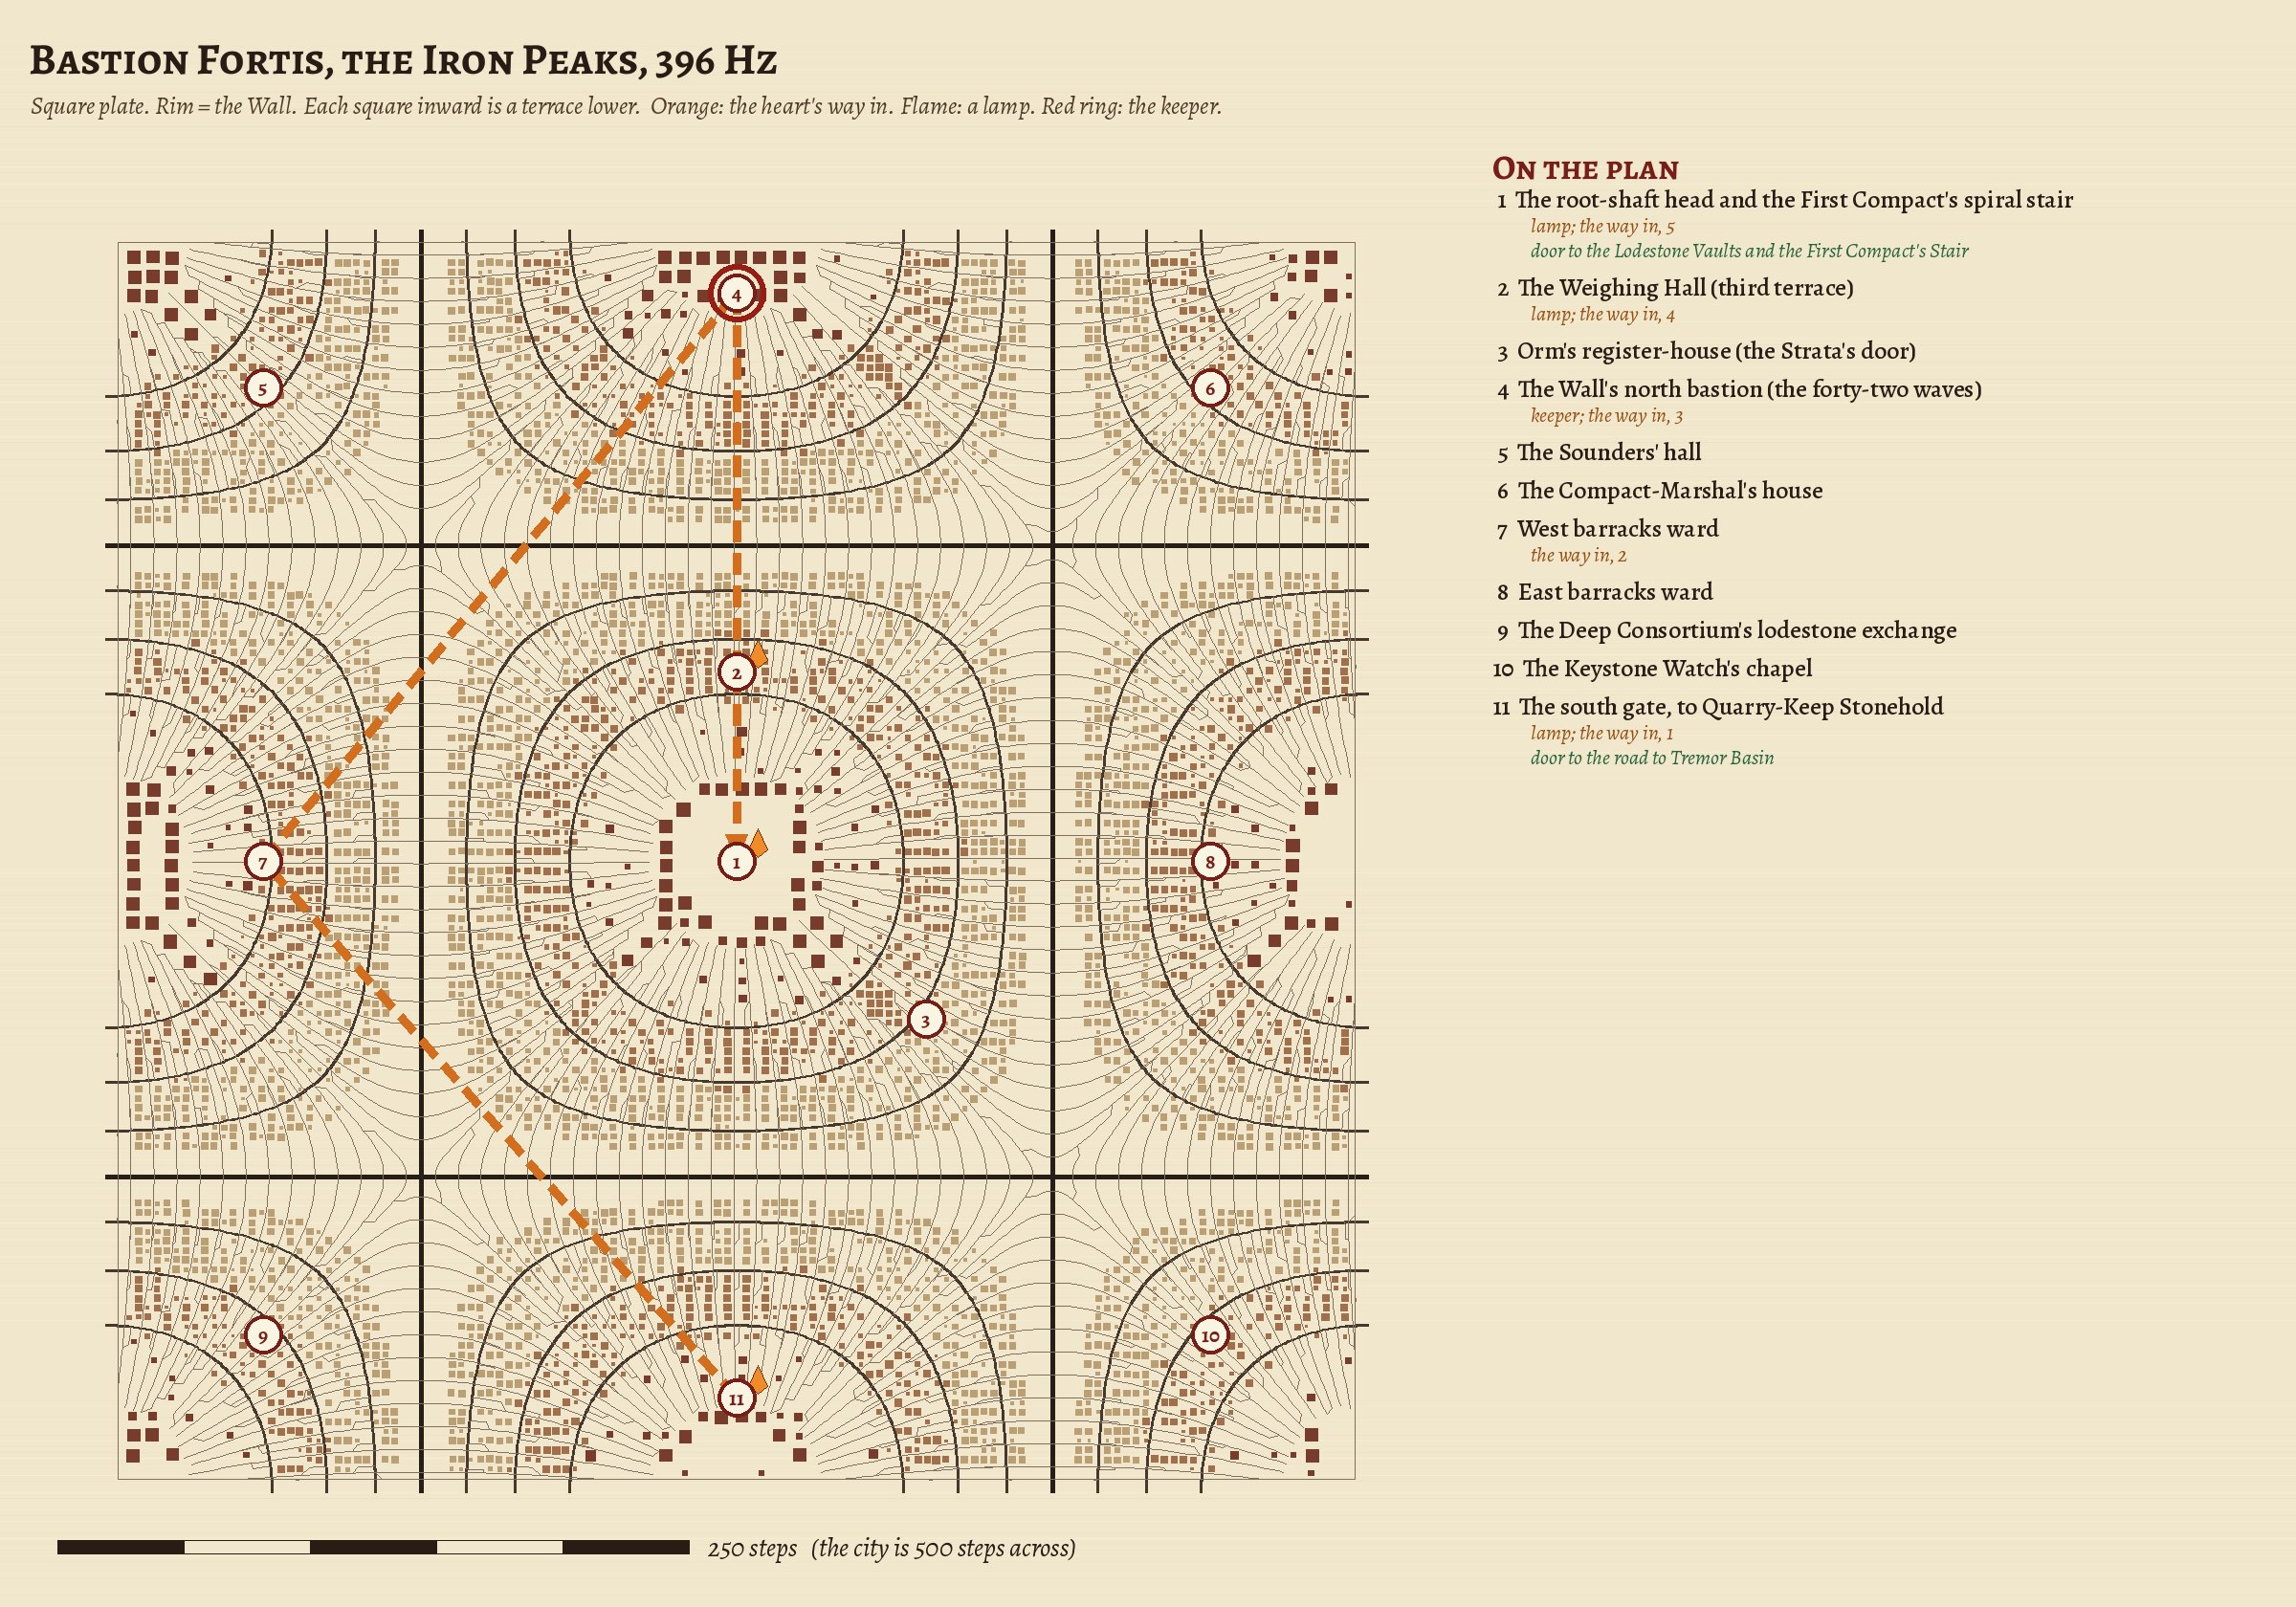 Bastion Fortis, the Iron Peaks, 396 Hz
Square plate. Rim = the Wall. Each square inward is a terrace lower. Orange: the heart's way in. Flame: a lamp. Red ring: the keeper.
On the plan
1 The root-shaft head and the First Compact's spiral stair
lamp; the way in, 5
door to the Lodestone Vaults and the First Compact's Stair
2 The Weighing Hall (third terrace)
lamp; the way in, 4
3 Orm's register-house (the Strata's door)
4 The Wall's north bastion (the forty-two waves)
keeper; the way in, 3
5 The Sounders' hall
6 The Compact-Marshal's house
7 West barracks ward
the way in, 2
8 East barracks ward
9 The Deep Consortium's lodestone exchange
10 The Keystone Watch's chapel
11 The south gate, to Quarry-Keep Stonehold
lamp; the way in, 1
door to the road to Tremor Basin
4
5
6
2
7
1
8
3
9
10
11
250 steps (the city is 500 steps across)